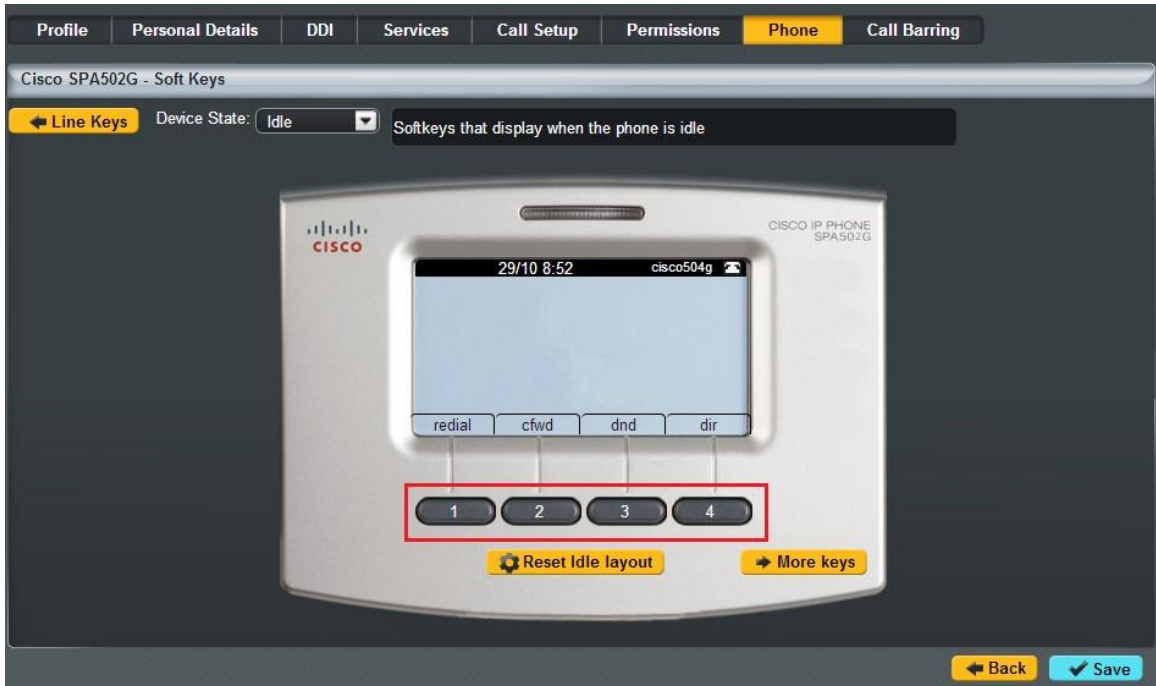 Profile Personal Details DDI Services Call Setup Permissions Phone Call Barring
Cisco SPA502G - Soft Keys
Line Keys Device State: Idle Softkeys that display when the phone is idle
CISCO
CISCO IP PHONE
SPA502G
29/10 8:52 cisco504g
redial cfwd dnd dir
1 2 3 4
Reset Idle layout More keys
Back Save